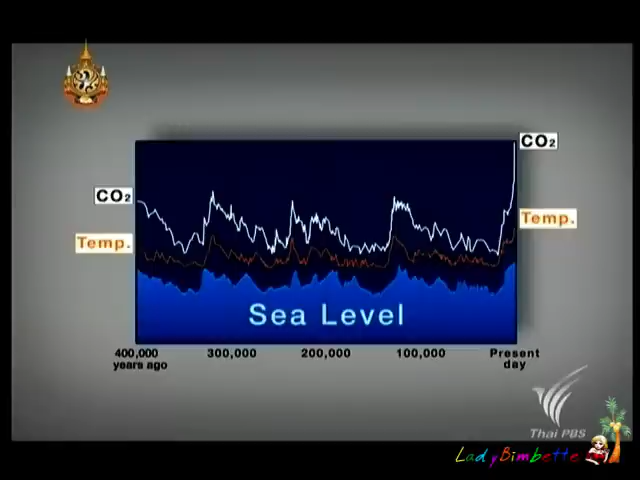 CO2
CO2
Temp.
Temp.
Sea Level
400,000
years ago
300,000
200,000
100,000
Present
day
Thai PBS
LadyBimbette